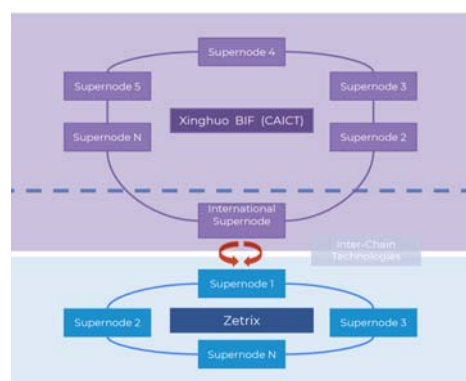 Supernode 4
Supernode 5
Supernode 3
Xinghuo BIF (CAICT)
Supernode N
Supernode 2
International
Supernode
Inter-Chain
Technologies
Supernode 1
Supernode 2
Zetrix
Supernode 3
Supernode N